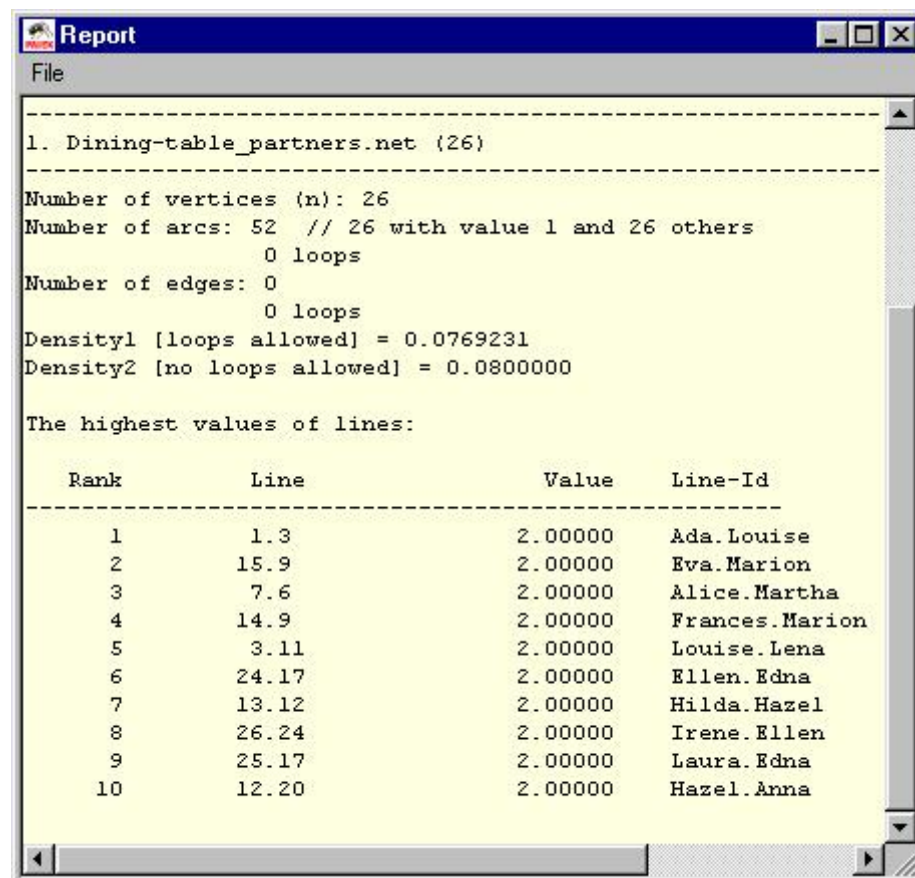 Report
File
--------------------------------------------------------------
1. Dining-table_partners.net (26)
--------------------------------------------------------------
Number of vertices (n): 26
Number of arcs: 52  // 26 with value 1 and 26 others
0 loops
Number of edges: 0
0 loops
Density1 [loops allowed] = 0.0769231
Density2 [no loops allowed] = 0.0800000
The highest values of lines:
Rank Line Value Line-Id
-------------------------------------------------------
1 1.3 2.00000 Ada.Louise
2 15.9 2.00000 Eva.Marion
3 7.6 2.00000 Alice.Martha
4 14.9 2.00000 Frances.Marion
5 3.11 2.00000 Louise.Lena
6 24.17 2.00000 Ellen.Edna
7 13.12 2.00000 Hilda.Hazel
8 26.24 2.00000 Irene.Ellen
9 25.17 2.00000 Laura.Edna
10 12.20 2.00000 Hazel.Anna